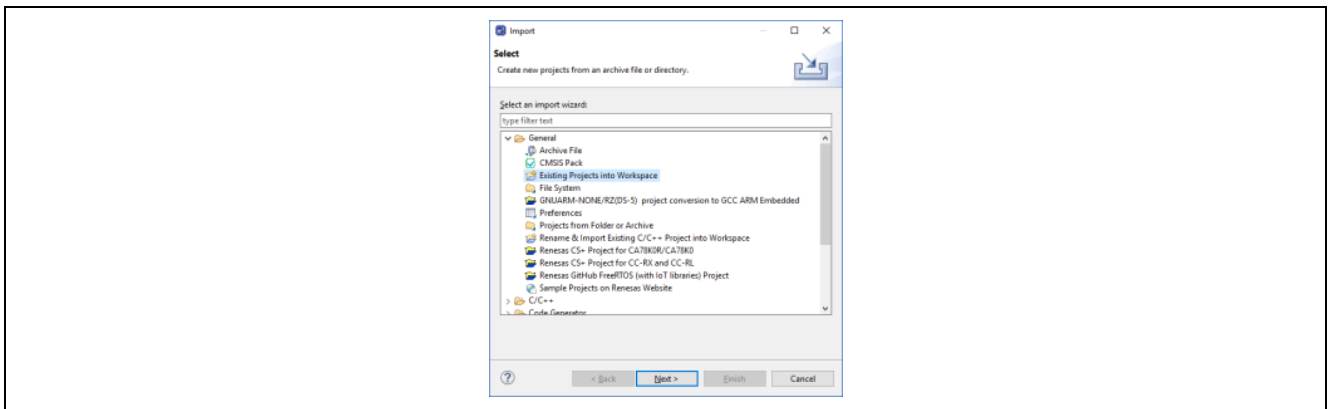 Import
Select
Create new projects from an archive file or directory.
Select an import wizard:
type filter text
General
Archive File
CMSIS Pack
Existing Projects into Workspace
File System
GNUARM-NONE/RZ(DS-5) project conversion to GCC ARM Embedded
Preferences
Projects from Folder or Archive
Rename & Import Existing C/C++ Project into Workspace
Renesas CS+ Project for CA78K0R/CA78K0
Renesas CS+ Project for CC-RX and CC-RL
Renesas GitHub FreeRTOS (with IoT libraries) Project
Sample Projects on Renesas Website
C/C++
Code Generator
? < Back Next > Finish Cancel